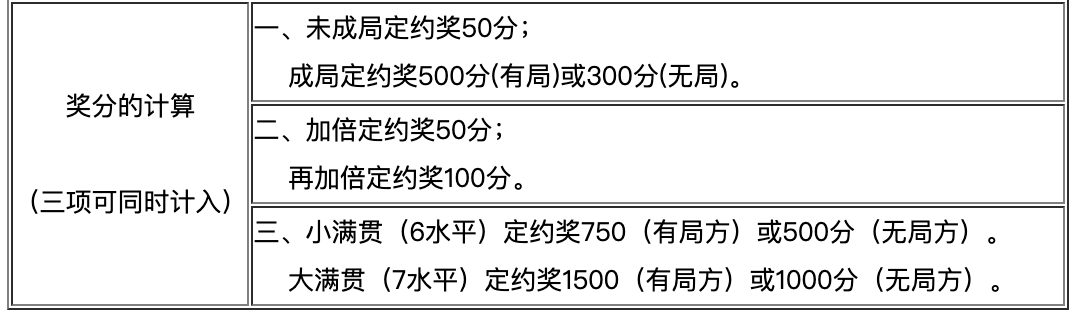 奖分的计算
（三项可同时计入）
一、未成局定约奖50分；
成局定约奖500分(有局)或300分(无局)。
二、加倍定约奖50分；
再加倍定约奖100分。
三、小满贯（6水平）定约奖750（有局方）或500分（无局方）。
大满贯（7水平）定约奖1500（有局方）或1000分（无局方）。